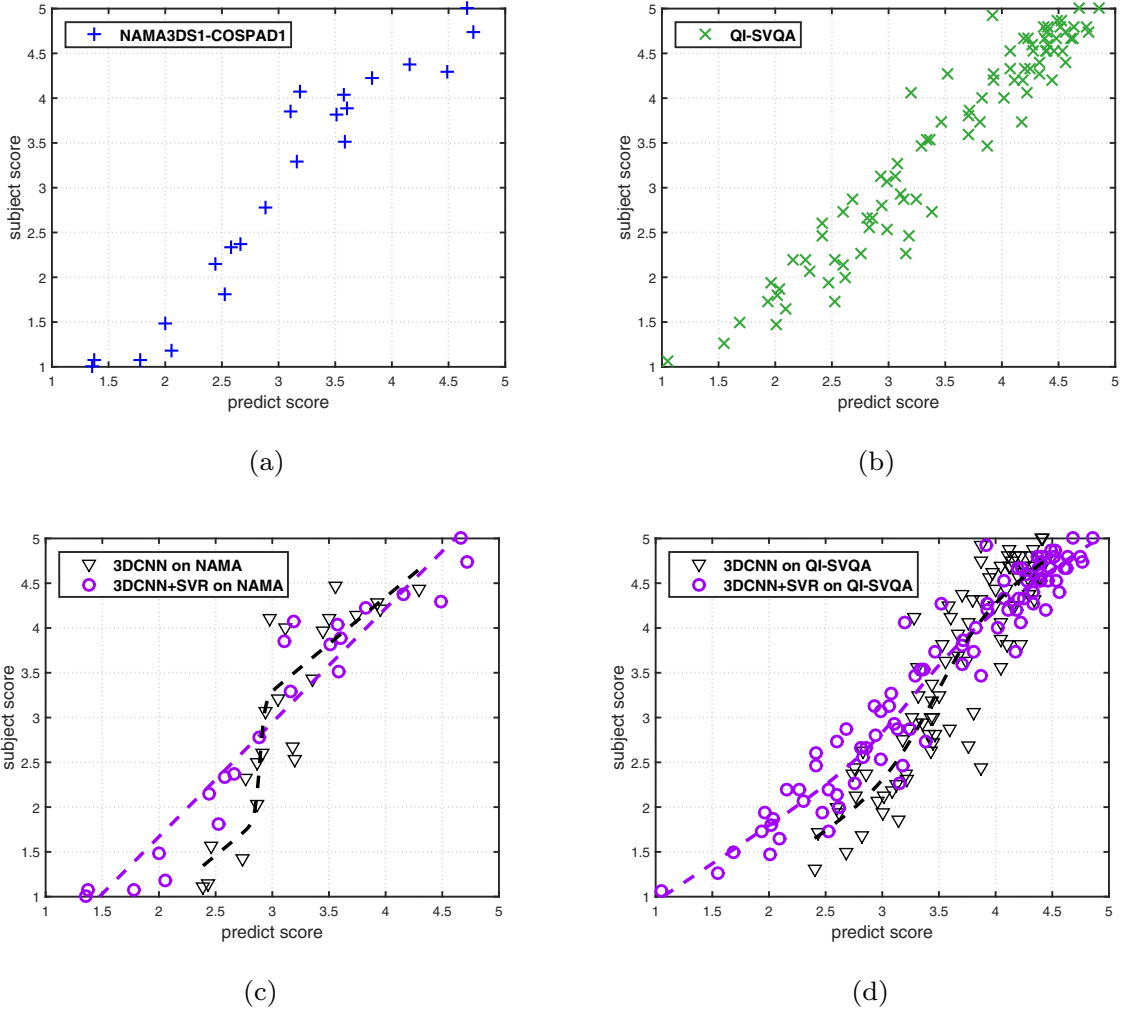 NAMA3DS1-COSPAD1
subject score
5
4.5
4
3.5
3
2.5
2
1.5
1
1 1.5 2 2.5 3 3.5 4 4.5 5
predict score
(a)
QI-SVQA
subject score
5
4.5
4
3.5
3
2.5
2
1.5
1
1 1.5 2 2.5 3 3.5 4 4.5 5
predict score
(b)
3DCNN on NAMA
3DCNN+SVR on NAMA
subject score
5
4.5
4
3.5
3
2.5
2
1.5
1
1 1.5 2 2.5 3 3.5 4 4.5 5
predict score
(c)
3DCNN on QI-SVQA
3DCNN+SVR on QI-SVQA
subject score
5
4.5
4
3.5
3
2.5
2
1.5
1
1 1.5 2 2.5 3 3.5 4 4.5 5
predict score
(d)